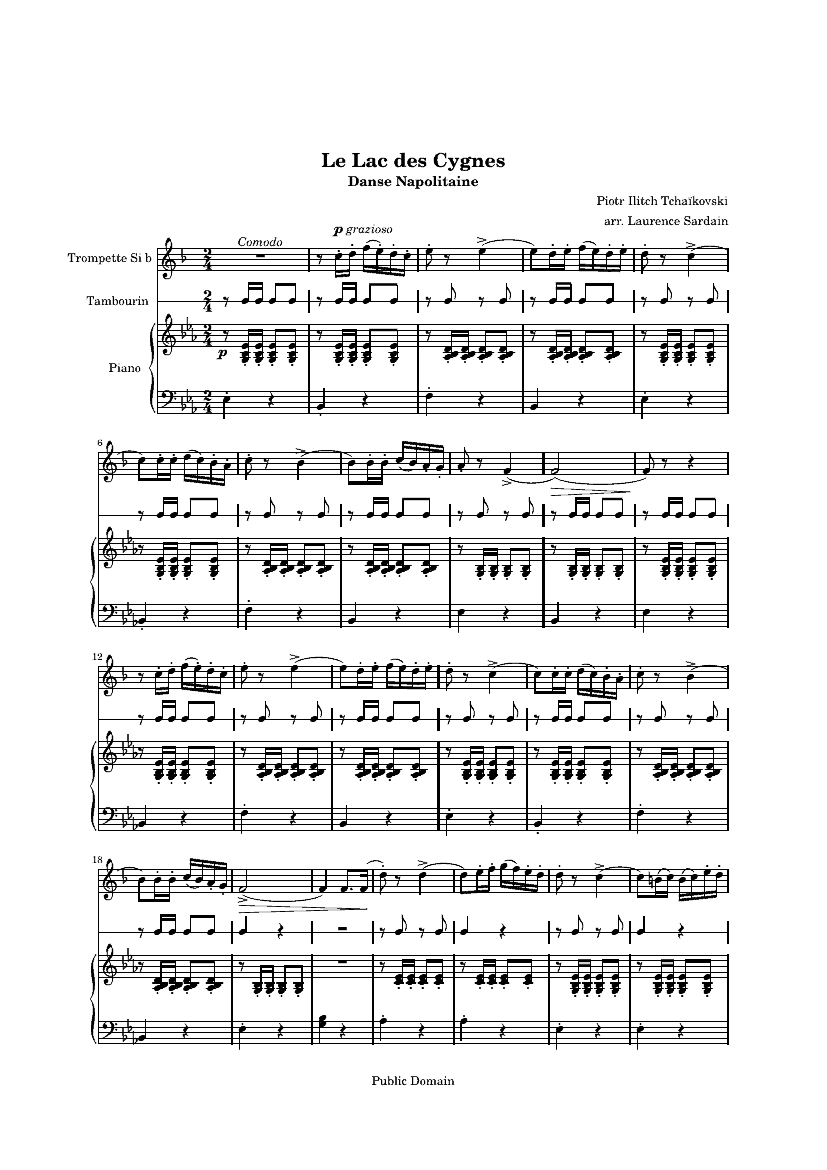 Le Lac des Cygnes
Danse Napolitaine
Piotr Ilitch Tchaïkovski
arr. Laurence Sardain
p grazioso
Comodo
Trompette Si b
Tambourin
p
Piano
6
12
18
Public Domain